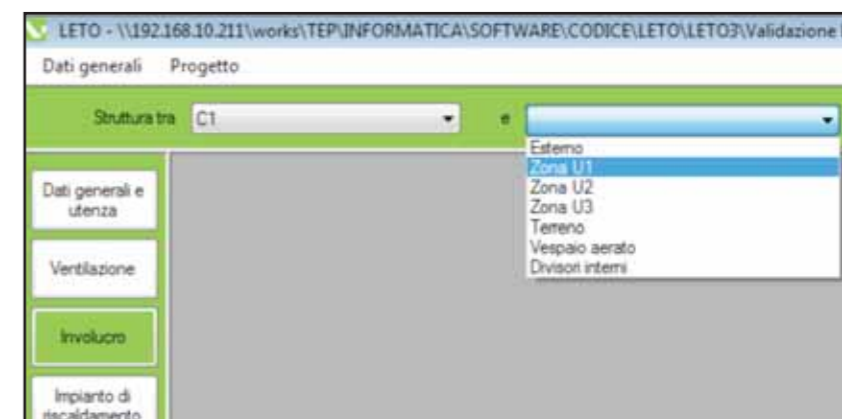 LETO - \\192.168.10.211\works\TEP\INFORMATICA\SOFTWARE\CODICE\LETO\LETO3\Validazione
Dati generali Progetto
Struttura tra C1 e
Esterno
Zona U1
Zona U2
Zona U3
Terreno
Vespaio aerato
Divisori interni
Dati generali e
utenza
Ventilazione
Involucro
Impianto di
riscaldamento